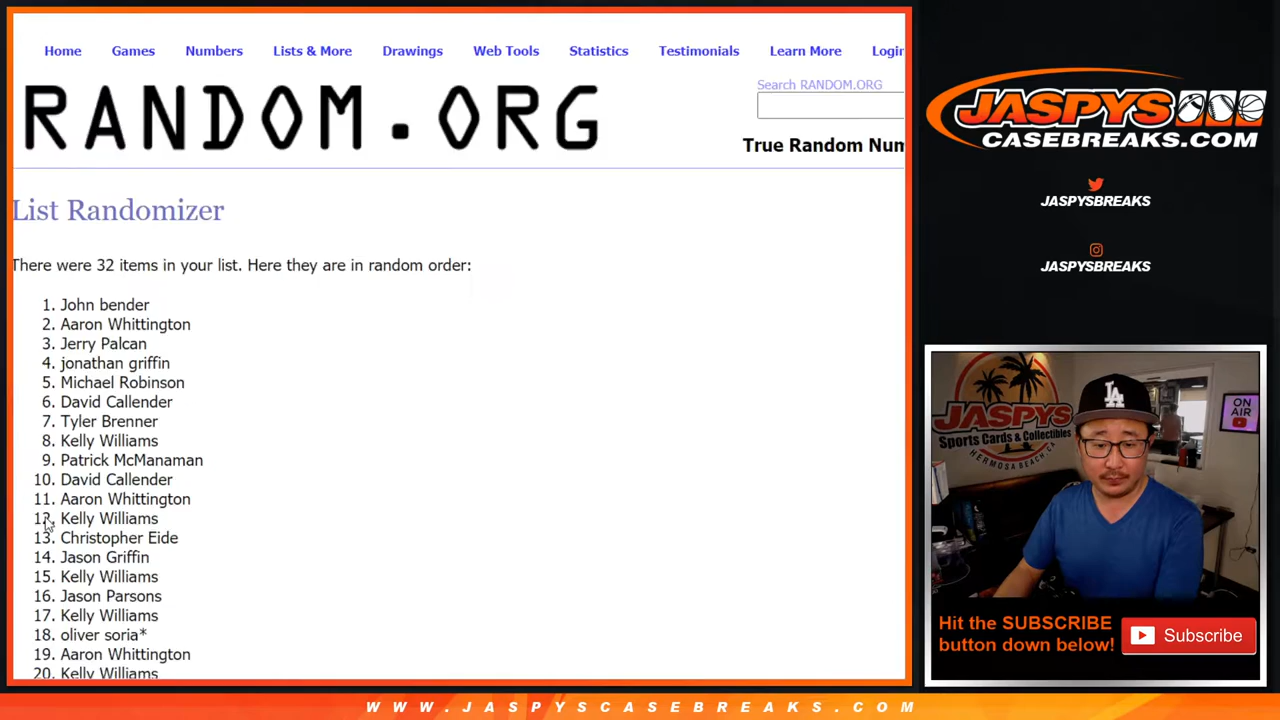 Home Games Numbers Lists & More Drawings Web Tools Statistics Testimonials Learn More Login
Search RANDOM.ORG
RANDOM.ORG
True Random Num
List Randomizer
There were 32 items in your list. Here they are in random order:
1. John bender
2. Aaron Whittington
3. Jerry Palcan
4. jonathan griffin
5. Michael Robinson
6. David Callender
7. Tyler Brenner
8. Kelly Williams
9. Patrick McManaman
10. David Callender
11. Aaron Whittington
12. Kelly Williams
13. Christopher Eide
14. Jason Griffin
15. Kelly Williams
16. Jason Parsons
17. Kelly Williams
18. oliver soria*
19. Aaron Whittington
20. Kelly Williams
JASPYS
CASEBREAKS.COM
JASPYSBREAKS
JASPYSBREAKS
JASPYS
Sports Cards & Collectibles
HERMOSA BEACH, CA
LA
ON
AIR
Hit the SUBSCRIBE
button down below!
Subscribe
WWW.JASPYSCASEBREAKS.COM